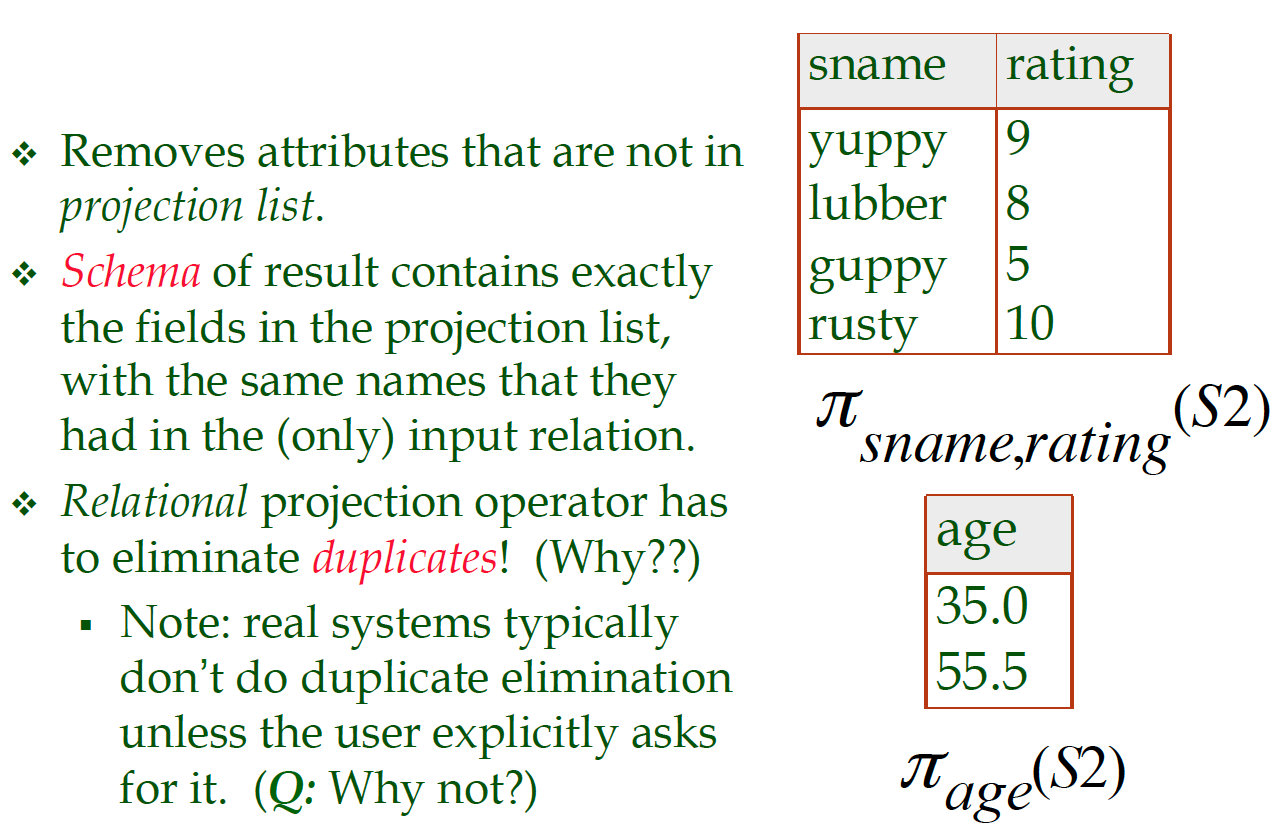 ❖ Removes attributes that are not in
projection list.
❖ Schema of result contains exactly
the fields in the projection list,
with the same names that they
had in the (only) input relation.
❖ Relational projection operator has
to eliminate duplicates! (Why??)
▪ Note: real systems typically
don’t do duplicate elimination
unless the user explicitly asks
for it. (Q: Why not?)
sname rating
yuppy 9
lubber 8
guppy 5
rusty 10
π sname,rating (S2)
age
35.0
55.5
π age (S2)